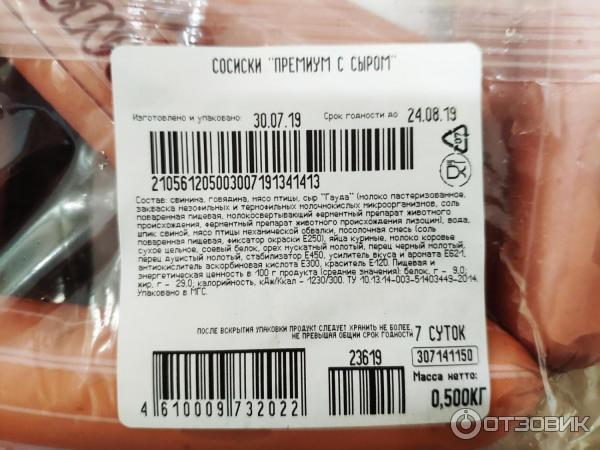 СОСИСКИ "ПРЕМИУМ С СЫРОМ"
Изготовлено и упаковано: 30.07.19 Срок годности до 24.08.19
210561205003007191341413
Состав: свинина, говядина, мясо птицы, сыр "Гауда" (молоко пастеризованное,
закваска мезофильных и термофильных молочнокислых микроорганизмов, соль
поваренная пищевая, молокосвертывающий ферментный препарат животного
происхождения, ферментный препарат животного происхождения лизоцим), вода,
шпик свиной, мясо птицы механической обвалки, посолочная смесь (соль
поваренная пищевая, фиксатор окраски Е250), яйца куриные, молоко коровье
сухое цельное, соевый белок, орех мускатный молотый, перец черный молотый,
перец душистый молотый, стабилизатор Е450, усилитель вкуса и аромата Е621,
антиокислитель аскорбиновая кислота Е300, краситель Е120. Пищевая и
энергетическая ценность в 100 г продукта (средние значения): белок, г - 9,0;
жир, г - 29,0; калорийность, кДж/Ккал - 1230/300. ТУ 10.13.14-003-51403449-2014.
Упаковано в МГС.
ПОСЛЕ ВСКРЫТИЯ УПАКОВКИ ПРОДУКТ СЛЕДУЕТ ХРАНИТЬ НЕ БОЛЕЕ,
НЕ ПРЕВЫШАЯ ОБЩИЙ СРОК ГОДНОСТИ 7 СУТОК
23619
307141150
Масса нетто:
0,500КГ
4 610009 732022
ОТЗОВИК